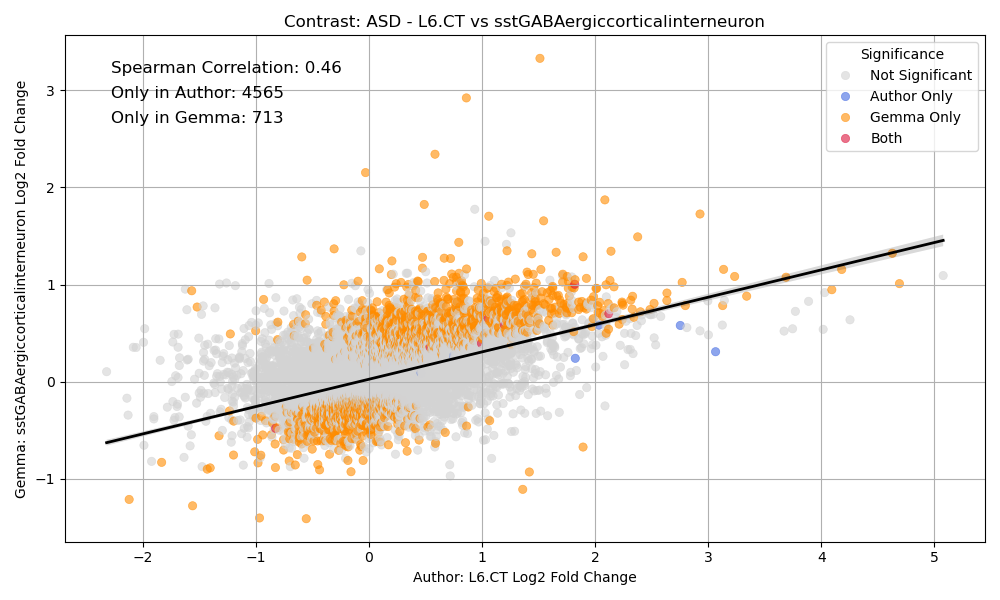 Contrast: ASD - L6.CT vs sstGABAergiccorticalinterneuron
Spearman Correlation: 0.46
Only in Author: 4565
Only in Gemma: 713
Significance
Not Significant
Author Only
Gemma Only
Both
Gemma: sstGABAergiccorticalinterneuron Log2 Fold Change
3
2
1
0
−1
−2
−1
0
1
2
3
4
5
Author: L6.CT Log2 Fold Change